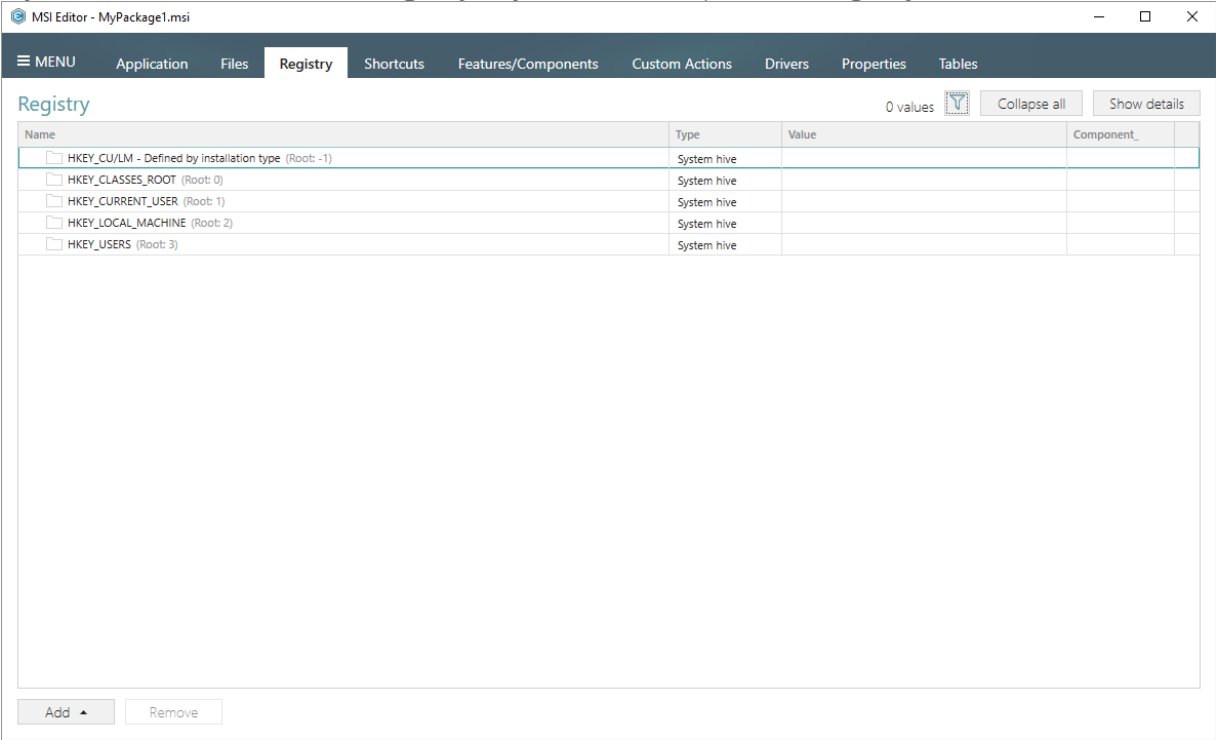 MSI Editor - MyPackage1.msi
MENU Application Files Registry Shortcuts Features/Components Custom Actions Drivers Properties Tables
Registry 0 values Collapse all Show details
Name Type Value Component_
HKEY_CU/LM - Defined by installation type (Root: -1) System hive
HKEY_CLASSES_ROOT (Root: 0) System hive
HKEY_CURRENT_USER (Root: 1) System hive
HKEY_LOCAL_MACHINE (Root: 2) System hive
HKEY_USERS (Root: 3) System hive
Add Remove